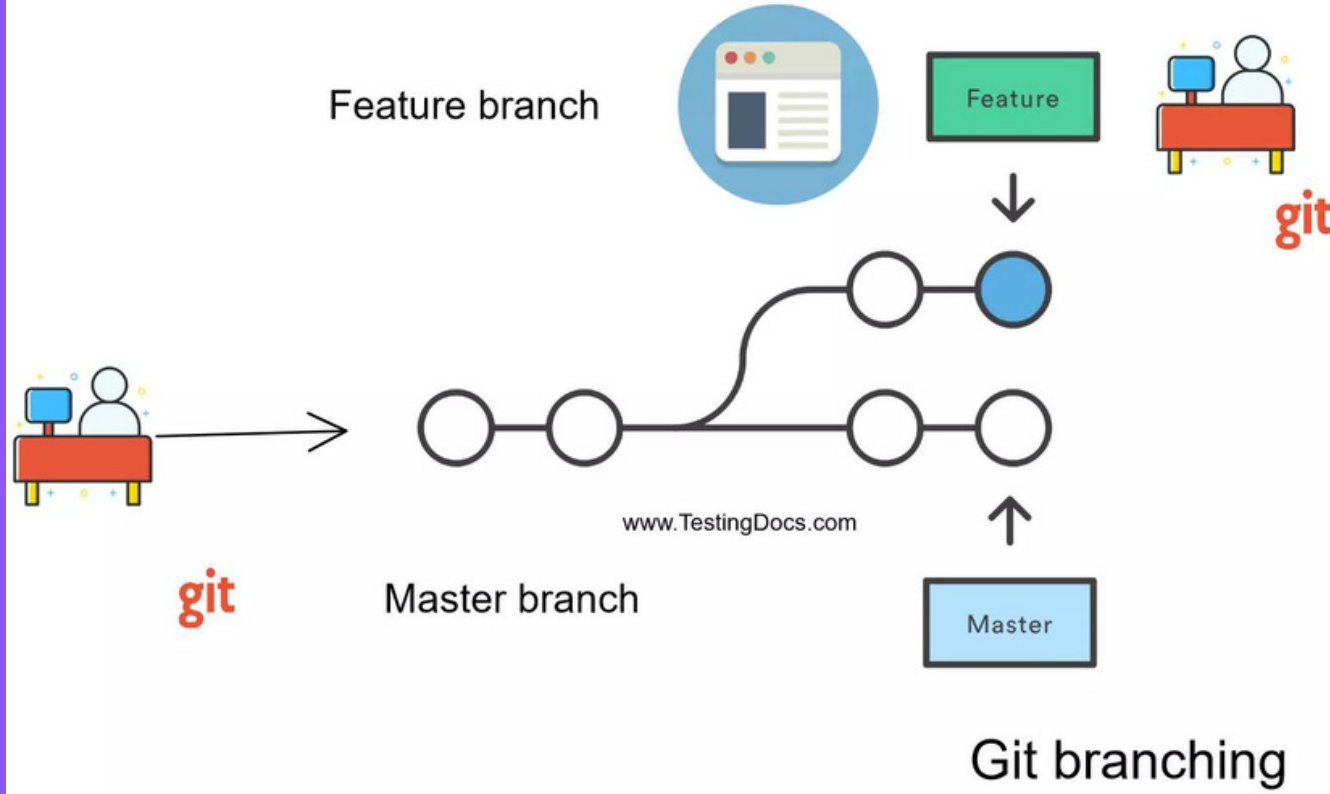 Feature branch
Feature
git
www.TestingDocs.com
git
Master branch
Master
Git branching